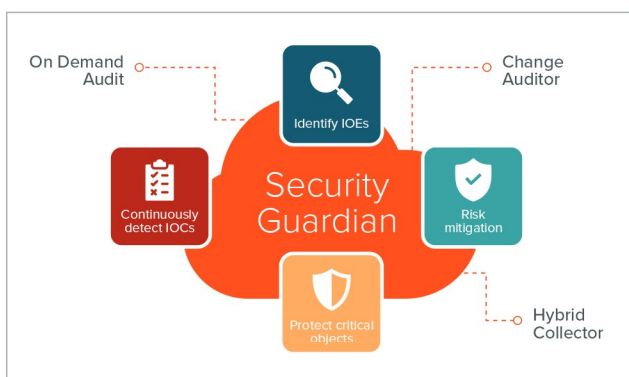 On Demand
Audit
Change
Auditor
Identify IOEs
Continuously
detect IOCs
Security
Guardian
Risk
mitigation
Protect critical
objects
Hybrid
Collector